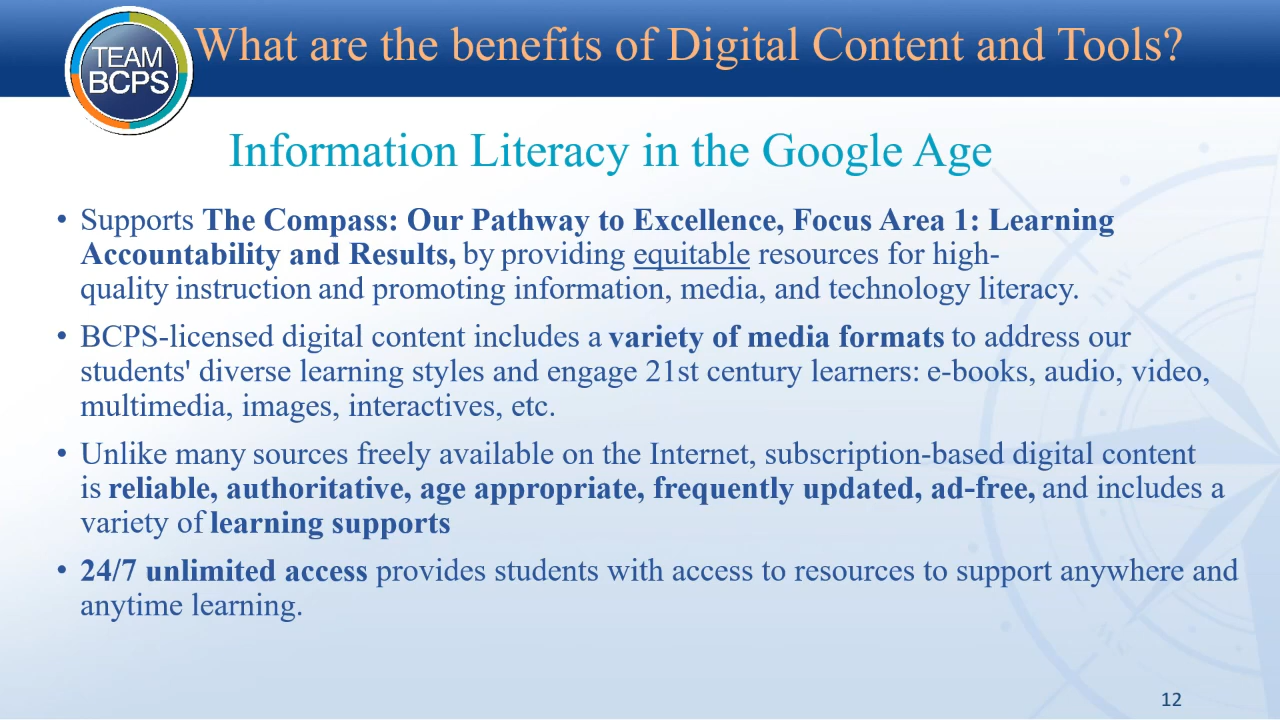 TEAM
BCPS
What are the benefits of Digital Content and Tools?
Information Literacy in the Google Age
• Supports The Compass: Our Pathway to Excellence, Focus Area 1: Learning
Accountability and Results, by providing equitable resources for high-
quality instruction and promoting information, media, and technology literacy.
• BCPS-licensed digital content includes a variety of media formats to address our
students' diverse learning styles and engage 21st century learners: e-books, audio, video,
multimedia, images, interactives, etc.
• Unlike many sources freely available on the Internet, subscription-based digital content
is reliable, authoritative, age appropriate, frequently updated, ad-free, and includes a
variety of learning supports
• 24/7 unlimited access provides students with access to resources to support anywhere and
anytime learning.
12